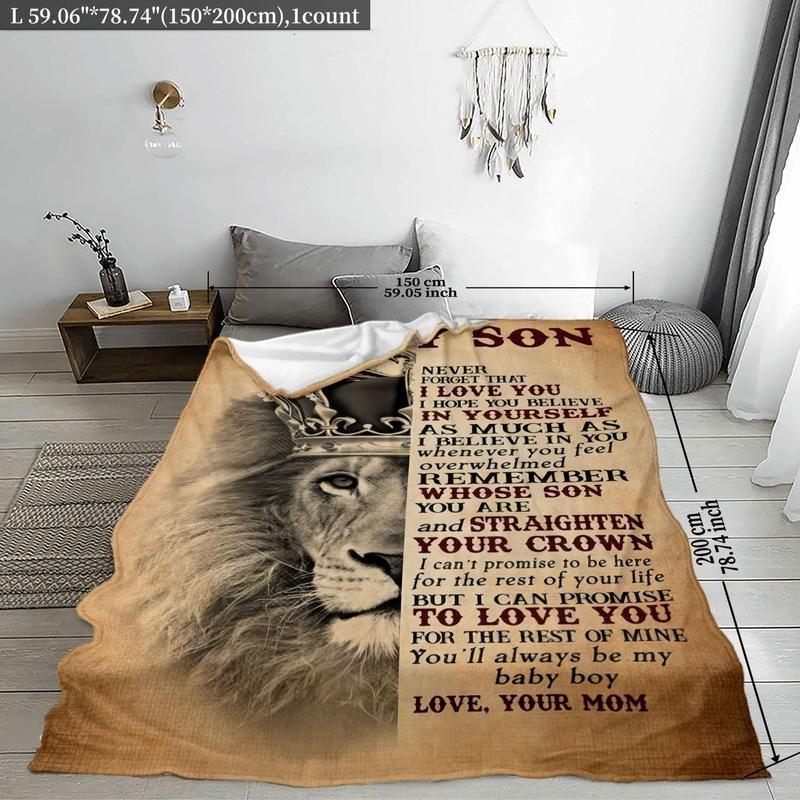 L 59.06"*78.74"(150*200cm),1count
150 cm
59.05 inch
SON
NEVER
FORGET THAT
I LOVE YOU
I HOPE YOU BELIEVE
IN YOURSELF
AS MUCH AS
I BELIEVE IN YOU
whenever you feel
overwhelmed
REMEMBER
WHOSE SON
YOU ARE
and STRAIGHTEN
YOUR CROWN
I can't promise to be here
for the rest of your life
BUT I CAN PROMISE
TO LOVE YOU
FOR THE REST OF MINE
You'll always be my
baby boy
LOVE, YOUR MOM
200 cm
78.74 inch